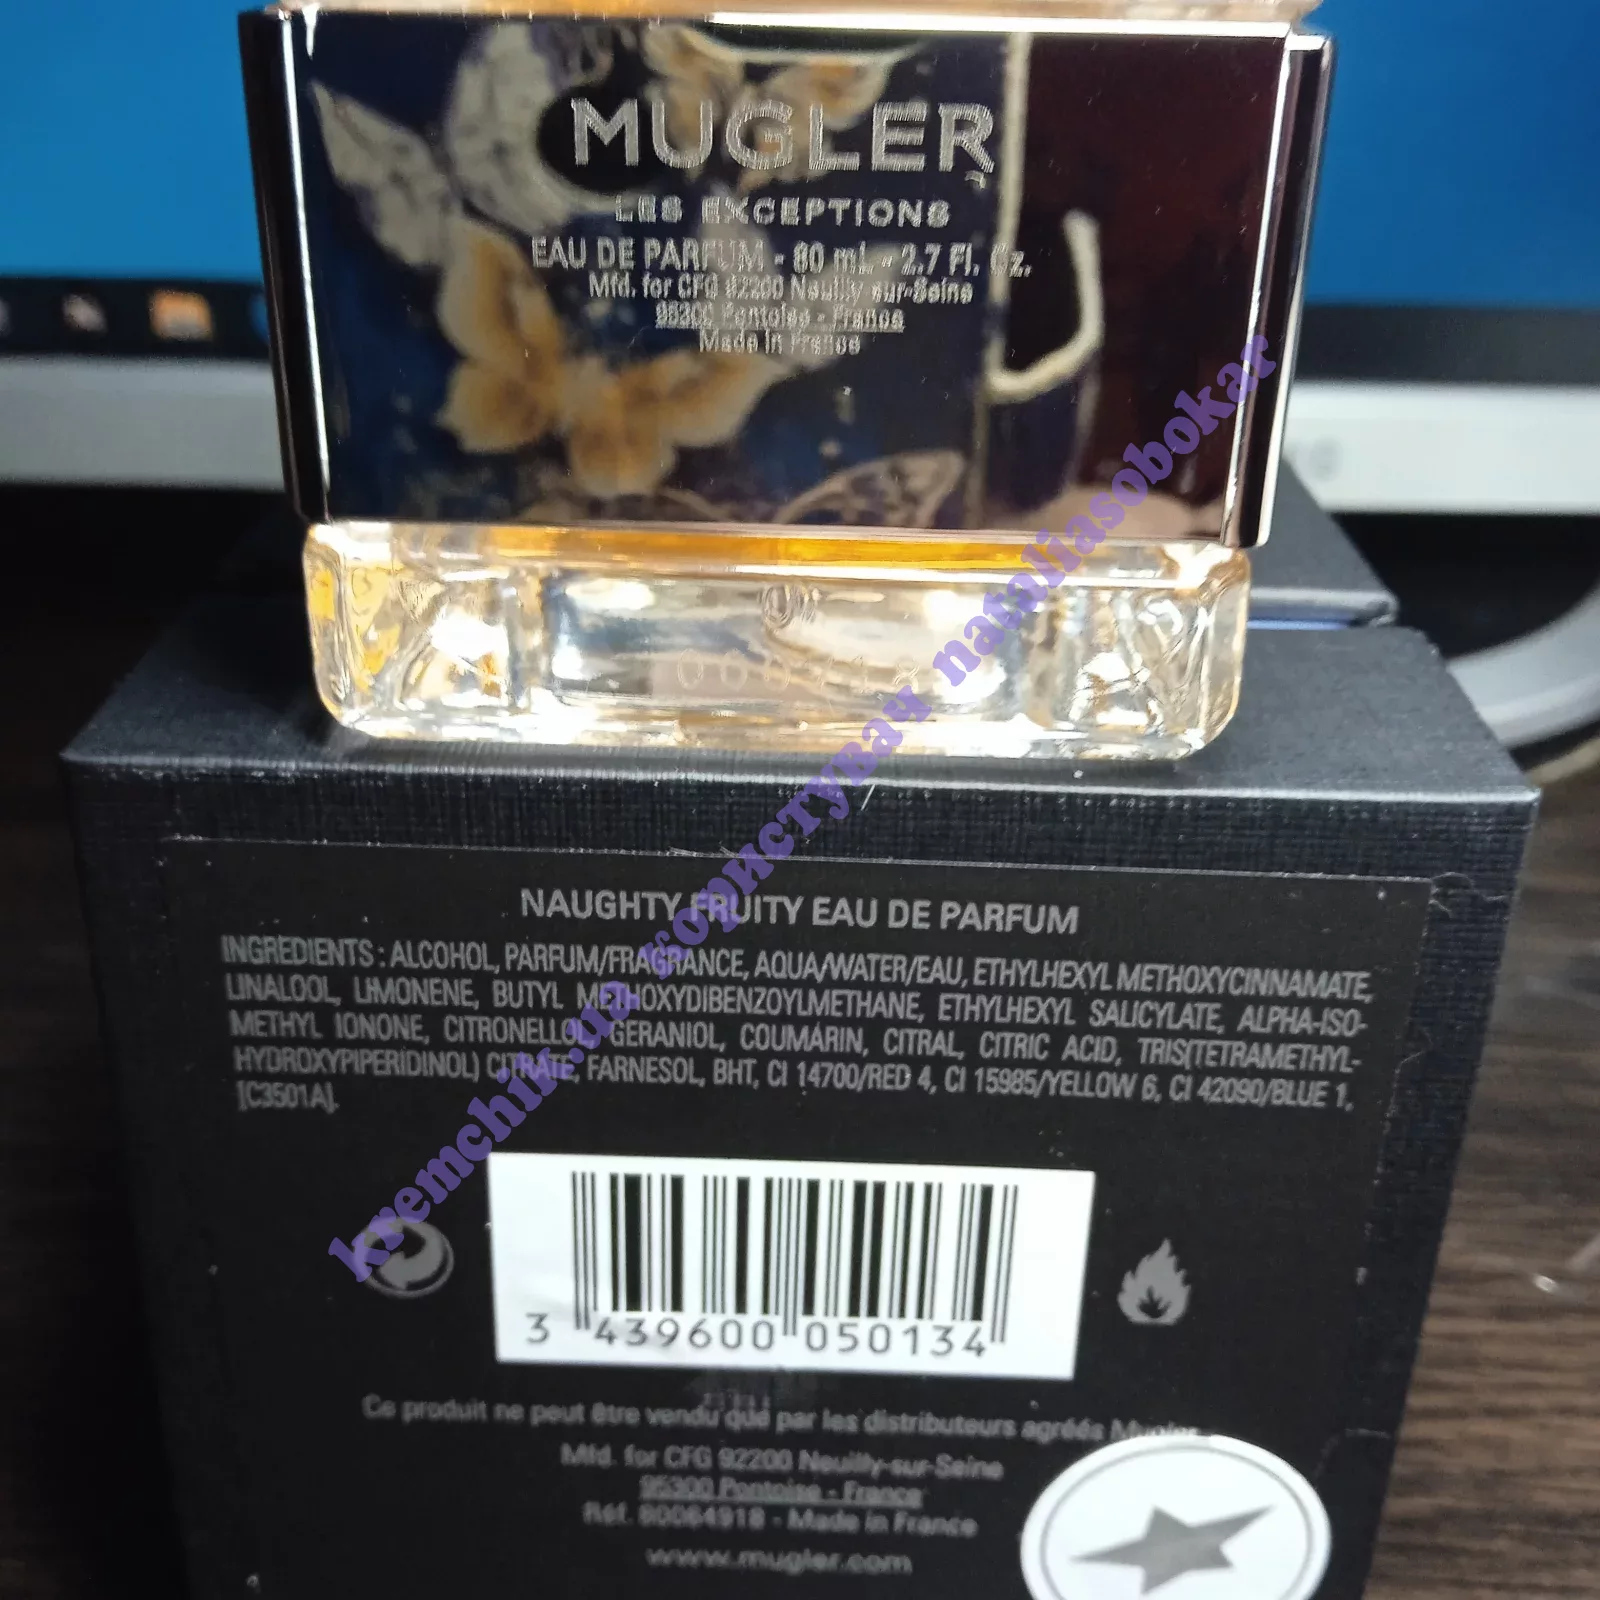 MUGLER
LES EXCEPTIONS
EAU DE PARFUM - 80 mL - 2.7 Fl. Oz.
Mfd. for CFG 92200 Neuilly-sur-Seine
95300 Pontoise - France
Made in France
NAUGHTY FRUITY EAU DE PARFUM
INGREDIENTS : ALCOHOL, PARFUM/FRAGRANCE, AQUA/WATER/EAU, ETHYLHEXYL METHOXYCINNAMATE,
LINALOOL, LIMONENE, BUTYL METHOXYDIBENZOYLMETHANE, ETHYLHEXYL SALICYLATE, ALPHA-ISO-
METHYL IONONE, CITRONELLOL, GERANIOL, COUMARIN, CITRAL, CITRIC ACID, TRIS(TETRAMETHYL-
HYDROXYPIPERIDINOL) CITRATE, FARNESOL, BHT, CI 14700/RED 4, CI 15985/YELLOW 6, CI 42090/BLUE 1,
[C3501A].
3 439600 050134
Ce produit ne peut être vendu que par les distributeurs agréés Mugler
Mfd. for CFG 92200 Neuilly-sur-Seine
95300 Pontoise - France
Réf. 80064918 - Made in France
www.mugler.com
kremchik.ua користувач nataliasobokar